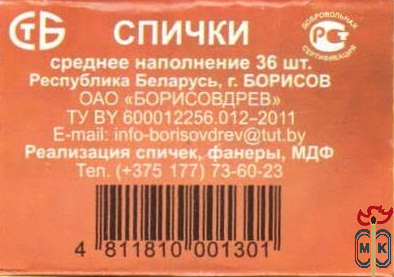 СТБ
СПИЧКИ
ДОБРОВОЛЬНАЯ
РСТ
СЕРТИФИКАЦИЯ
среднее наполнение 36 шт.
Республика Беларусь, г. БОРИСОВ
ОАО «БОРИСОВДРЕВ»
ТУ BY 600012256.012–2011
E-mail: info-borisovdrev@tut.by
Реализация спичек, фанеры, МДФ
Тел. (+375 177) 73-60-23
4 811810 001301
МК